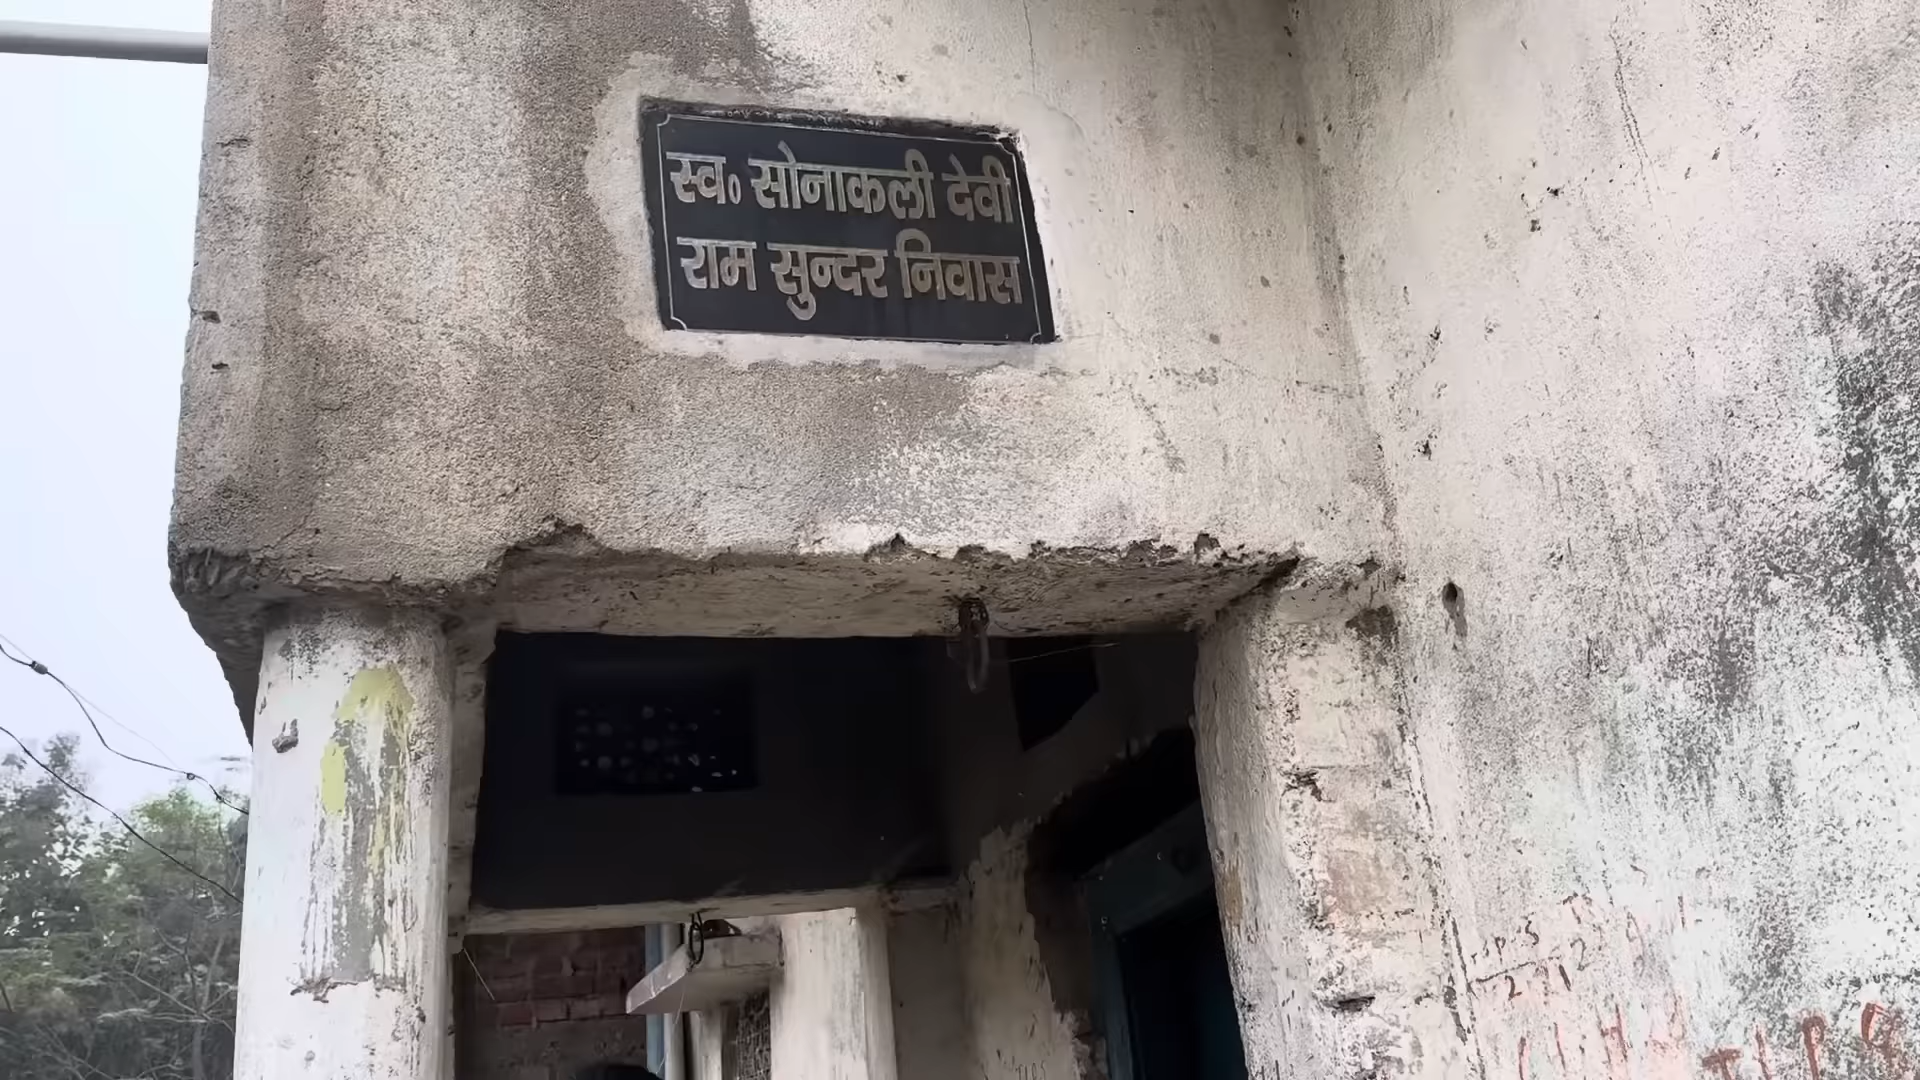 स्व० सोनाकली देवी
राम सुन्दर निवास